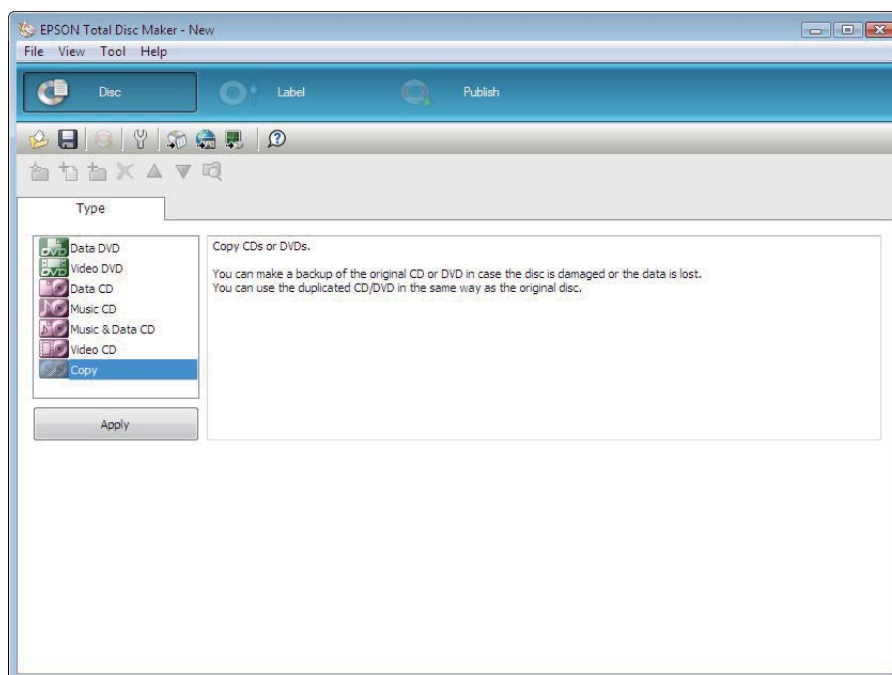 EPSON Total Disc Maker - New
File View Tool Help
Disc Label Publish
Type
Data DVD
Video DVD
Data CD
Music CD
Music & Data CD
Video CD
Copy
Apply
Copy CDs or DVDs.
You can make a backup of the original CD or DVD in case the disc is damaged or the data is lost.
You can use the duplicated CD/DVD in the same way as the original disc.